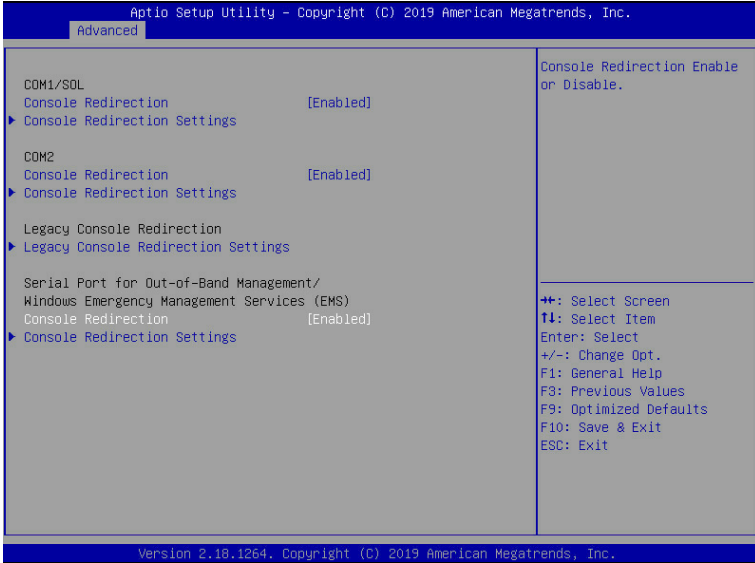 Aptio Setup Utility – Copyright (C) 2019 American Megatrends, Inc.
Advanced
COM1/SOL
Console Redirection [Enabled]
▶ Console Redirection Settings
COM2
Console Redirection [Enabled]
▶ Console Redirection Settings
Legacy Console Redirection
▶ Legacy Console Redirection Settings
Serial Port for Out-of-Band Management/
Windows Emergency Management Services (EMS)
Console Redirection [Enabled]
▶ Console Redirection Settings
Console Redirection Enable
or Disable.
→←: Select Screen
↑↓: Select Item
Enter: Select
+/-: Change Opt.
F1: General Help
F3: Previous Values
F9: Optimized Defaults
F10: Save & Exit
ESC: Exit
Version 2.18.1264. Copyright (C) 2019 American Megatrends, Inc.